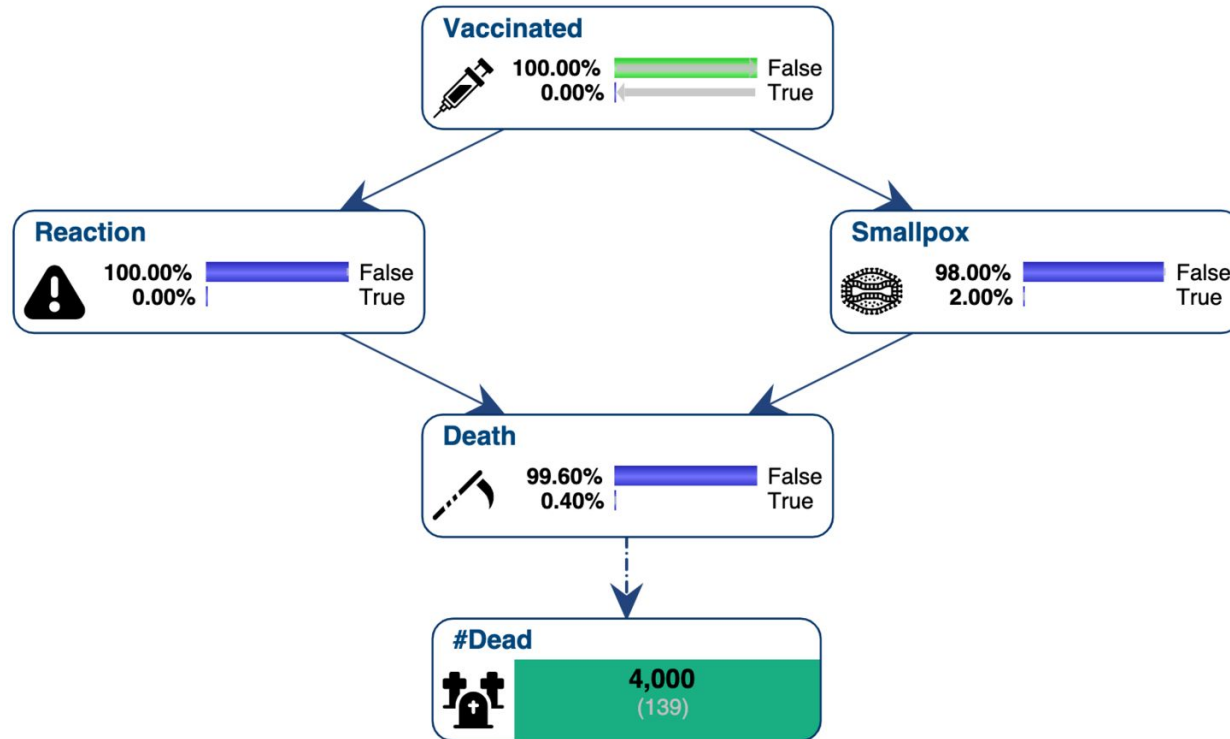 Vaccinated
100.00% False
0.00% True
Reaction
100.00% False
0.00% True
Smallpox
98.00% False
2.00% True
Death
99.60% False
0.40% True
#Dead
4,000
(139)